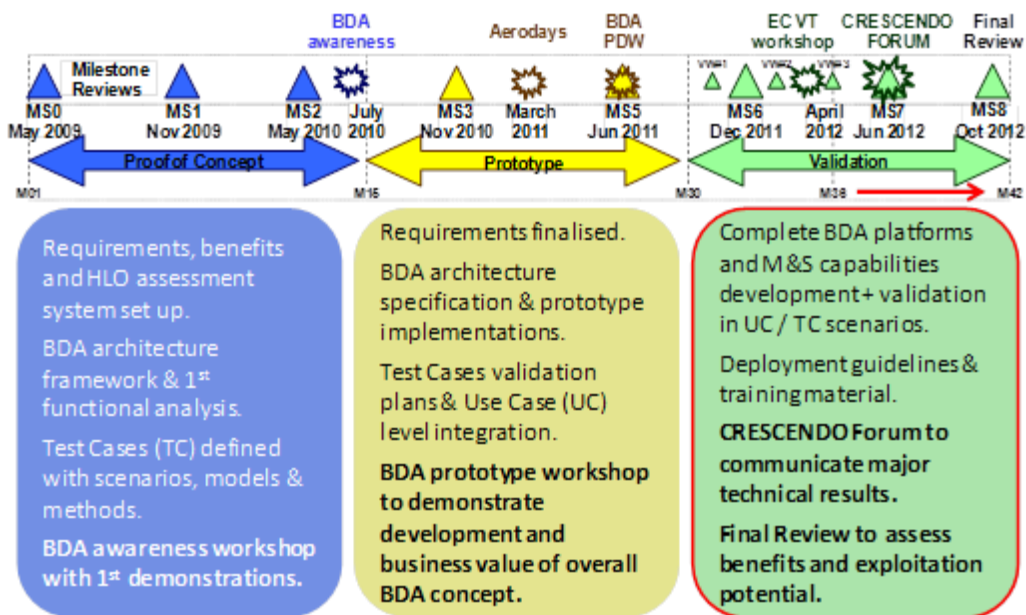 BDA awareness
Aerodays
BDA PDW
EC VT workshop
CRESCENDO FORUM
Final Review
Milestone Reviews
VW#1
VW#2
VW#3
MS0 May 2009
MS1 Nov 2009
MS2 May 2010
July 2010
MS3 Nov 2010
March 2011
MS5 Jun 2011
MS6 Dec 2011
April 2012
MS7 Jun 2012
MS8 Oct 2012
Proof of Concept
Prototype
Validation
M01
M15
M30
M36
M42
Requirements, benefits
and HLO assessment
system set up.
BDA architecture
framework & 1st
functional analysis.
Test Cases (TC) defined
with scenarios, models &
methods.
BDA awareness workshop
with 1st demonstrations.
Requirements finalised.
BDA architecture
specification & prototype
implementations.
Test Cases validation
plans & Use Case (UC)
level integration.
BDA prototype workshop
to demonstrate
development and
business value of overall
BDA concept.
Complete BDA platforms
and M&S capabilities
development + validation
in UC / TC scenarios.
Deployment guidelines &
training material.
CRESCENDO Forum to
communicate major
technical results.
Final Review to assess
benefits and exploitation
potential.